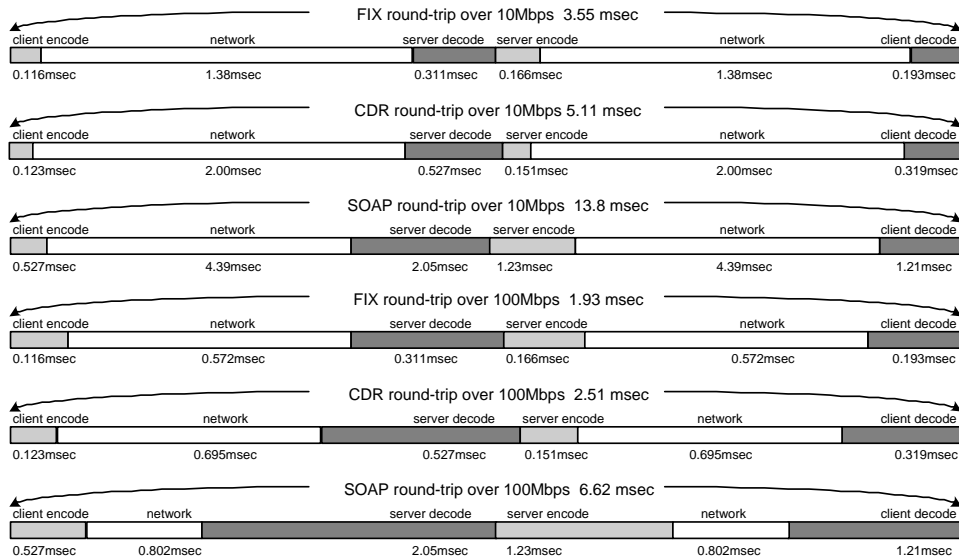 FIX round-trip over 10Mbps 3.55 msec
client encode network server decode server encode network client decode
0.116msec 1.38msec 0.311msec 0.166msec 1.38msec 0.193msec
CDR round-trip over 10Mbps 5.11 msec
client encode network server decode server encode network client decode
0.123msec 2.00msec 0.527msec 0.151msec 2.00msec 0.319msec
SOAP round-trip over 10Mbps 13.8 msec
client encode network server decode server encode network client decode
0.527msec 4.39msec 2.05msec 1.23msec 4.39msec 1.21msec
FIX round-trip over 100Mbps 1.93 msec
client encode network server decode server encode network client decode
0.116msec 0.572msec 0.311msec 0.166msec 0.572msec 0.193msec
CDR round-trip over 100Mbps 2.51 msec
client encode network server decode server encode network client decode
0.123msec 0.695msec 0.527msec 0.151msec 0.695msec 0.319msec
SOAP round-trip over 100Mbps 6.62 msec
client encode network server decode server encode network client decode
0.527msec 0.802msec 2.05msec 1.23msec 0.802msec 1.21msec